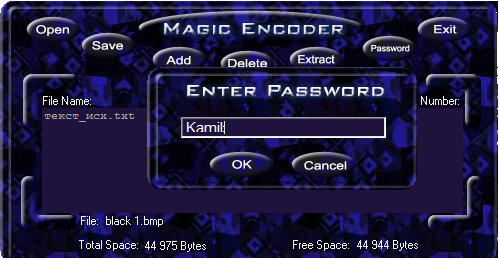 MAGIC ENCODER
Open
Save
Add
Delete
Extract
Password
Exit
File Name:
Number:
текст_исх.txt
ENTER PASSWORD
Kamil
OK
Cancel
File: black 1.bmp
Total Space: 44 975 Bytes
Free Space: 44 944 Bytes